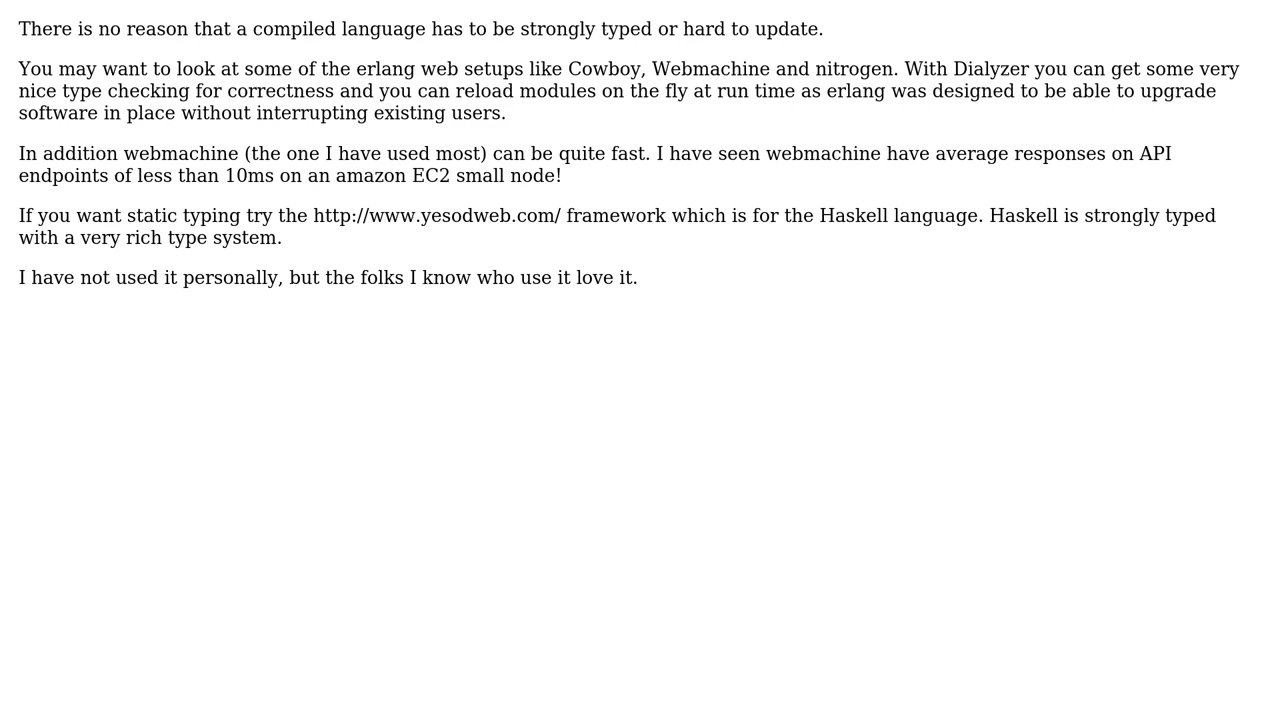 There is no reason that a compiled language has to be strongly typed or hard to update.
You may want to look at some of the erlang web setups like Cowboy, Webmachine and nitrogen. With Dialyzer you can get some very
nice type checking for correctness and you can reload modules on the fly at run time as erlang was designed to be able to upgrade
software in place without interrupting existing users.
In addition webmachine (the one I have used most) can be quite fast. I have seen webmachine have average responses on API
endpoints of less than 10ms on an amazon EC2 small node!
If you want static typing try the http://www.yesodweb.com/ framework which is for the Haskell language. Haskell is strongly typed
with a very rich type system.
I have not used it personally, but the folks I know who use it love it.